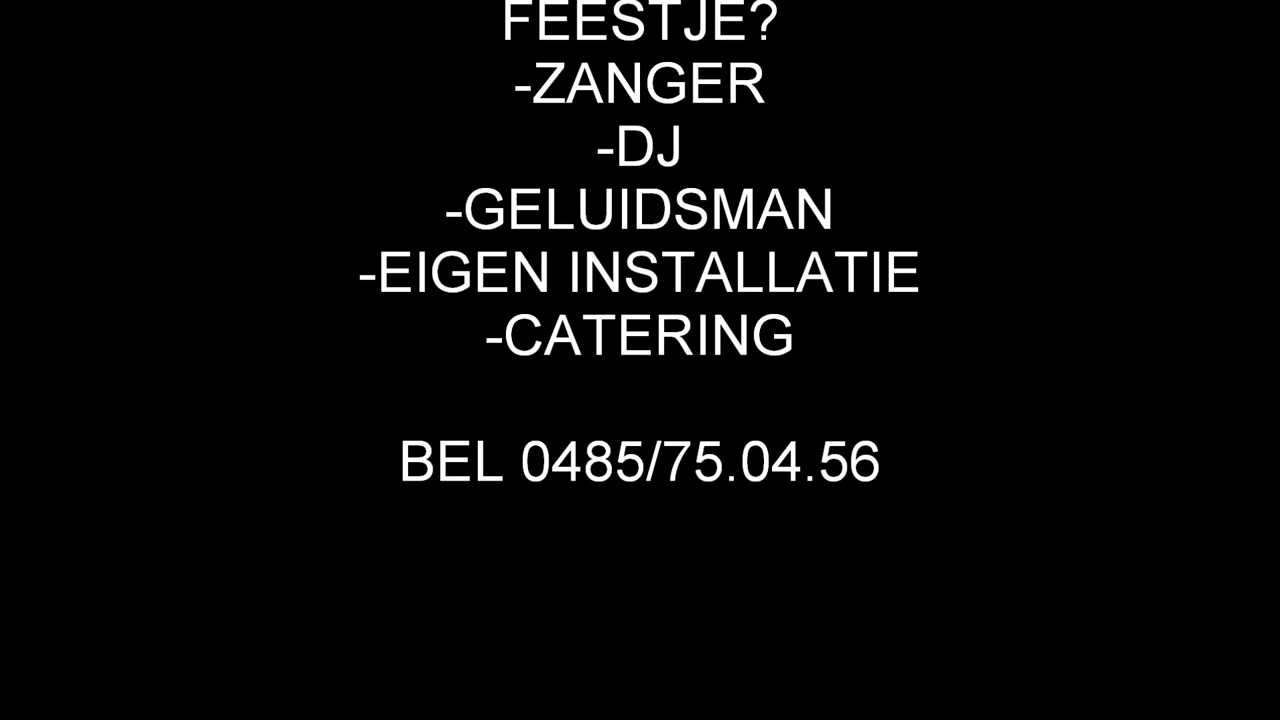 FEESTJE?
-ZANGER
-DJ
-GELUIDSMAN
-EIGEN INSTALLATIE
-CATERING
BEL 0485/75.04.56